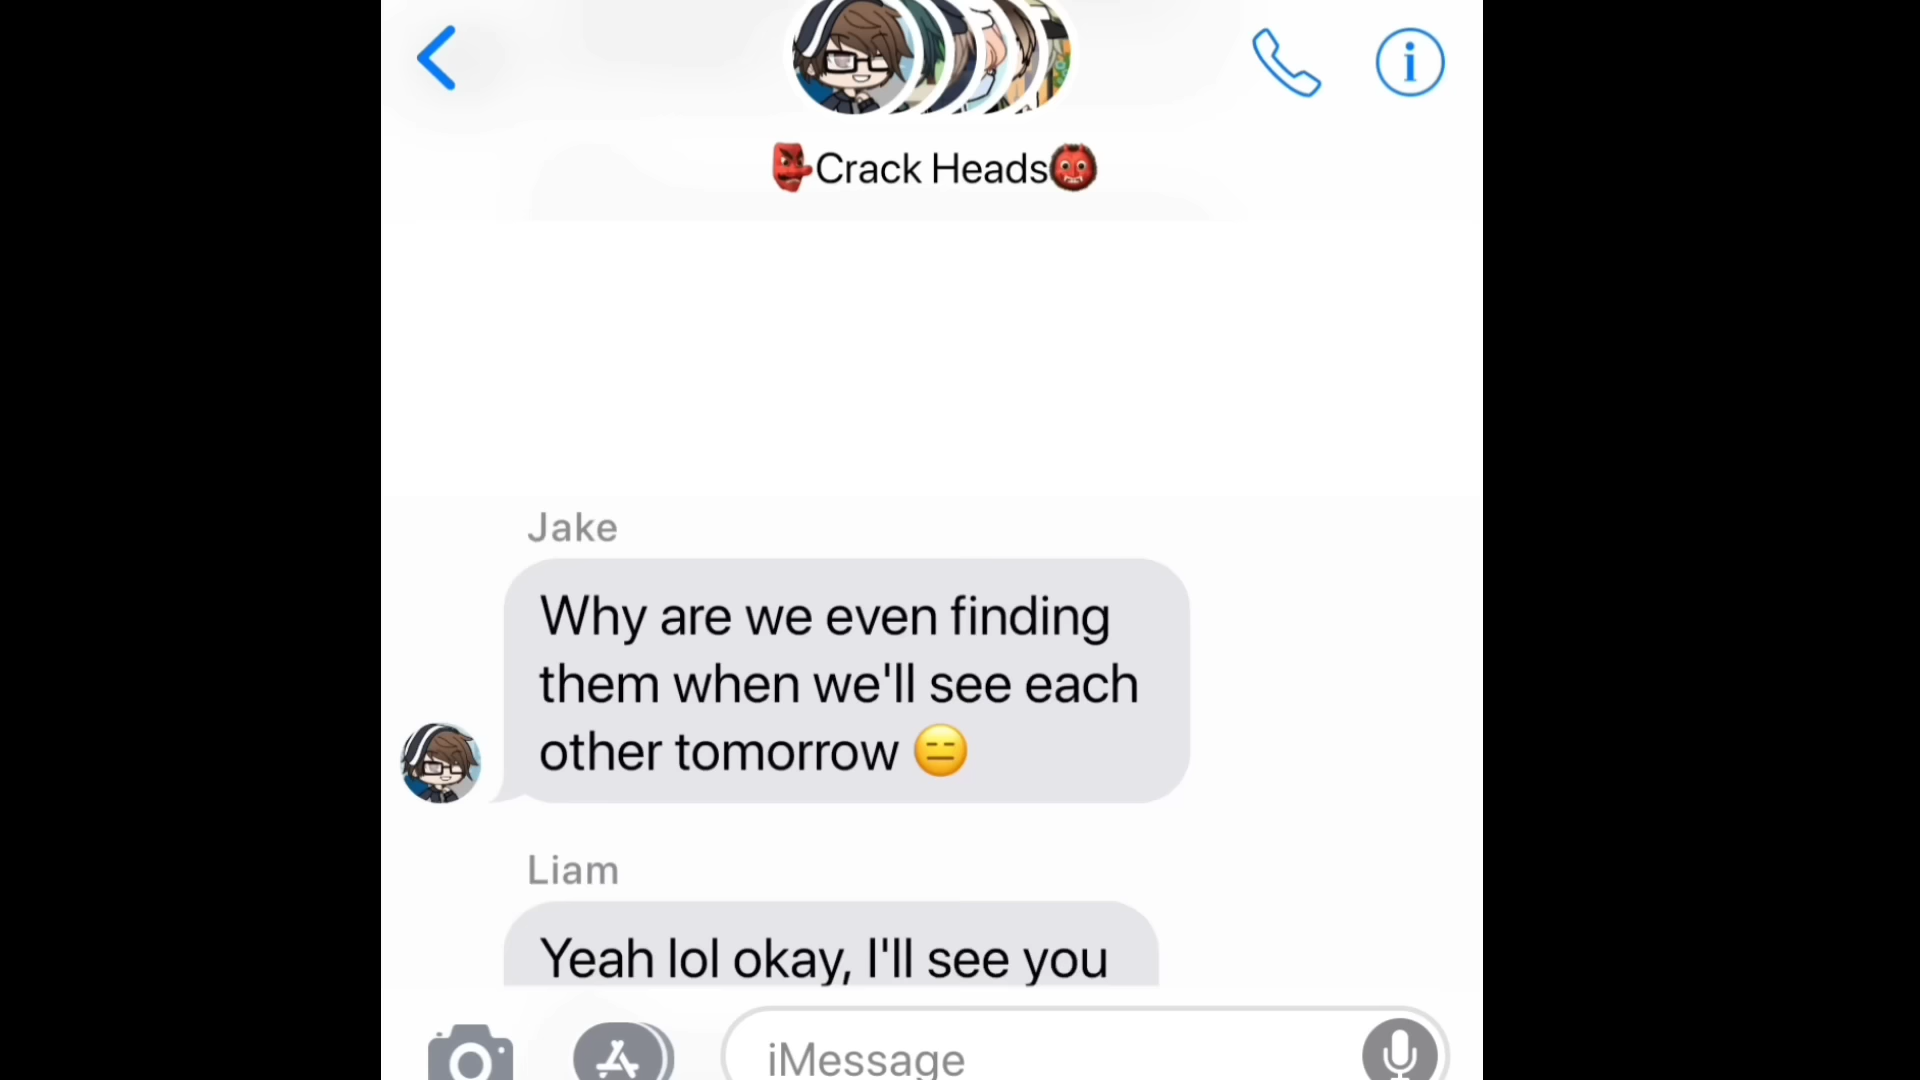 👺Crack Heads👹
Jake
Why are we even finding
them when we'll see each
other tomorrow 😑
Liam
Yeah lol okay, I'll see you
iMessage